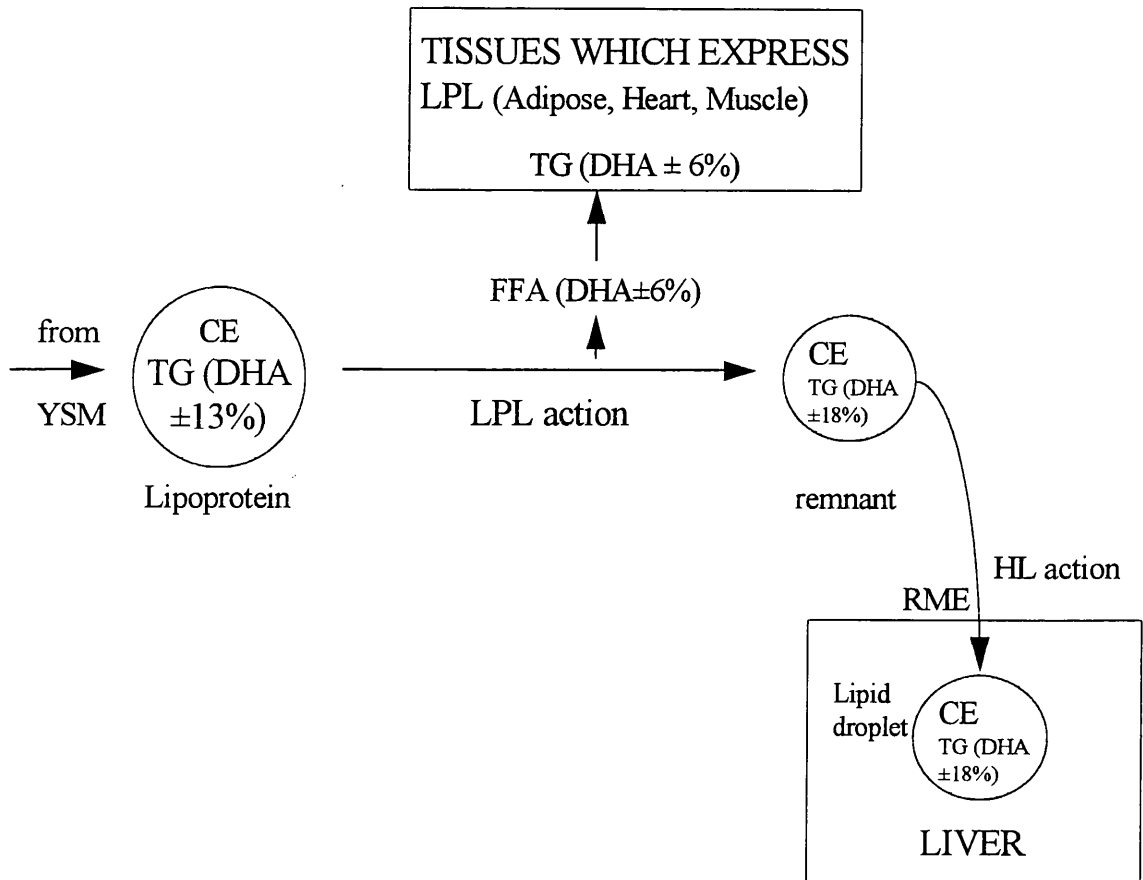 TISSUES WHICH EXPRESS
LPL (Adipose, Heart, Muscle)
TG (DHA ± 6%)
FFA (DHA±6%)
from
YSM
CE
TG (DHA
±13%)
Lipoprotein
LPL action
CE
TG (DHA
±18%)
remnant
HL action
RME
Lipid
droplet
CE
TG (DHA
±18%)
LIVER